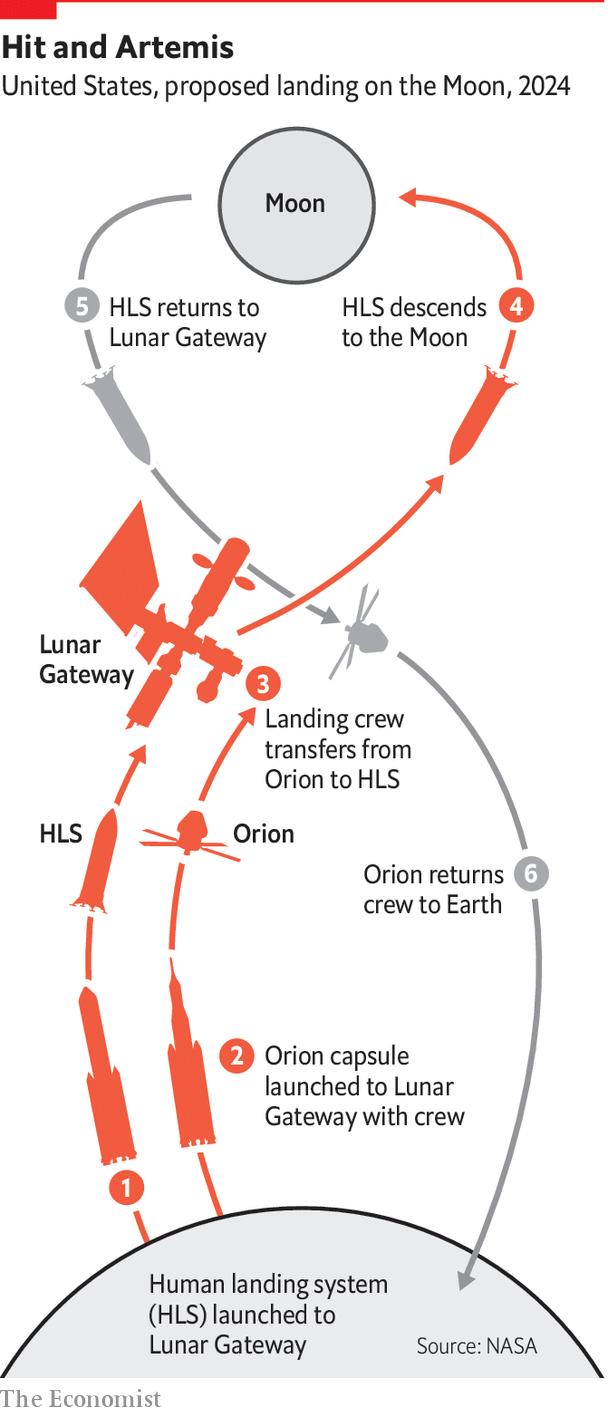 Hit and Artemis
United States, proposed landing on the Moon, 2024
Moon
5 HLS returns to
Lunar Gateway
HLS descends 4
to the Moon
Lunar
Gateway
3
Landing crew
transfers from
Orion to HLS
HLS
Orion
Orion returns 6
crew to Earth
2 Orion capsule
launched to Lunar
Gateway with crew
1
Human landing system
(HLS) launched to
Lunar Gateway
Source: NASA
The Economist